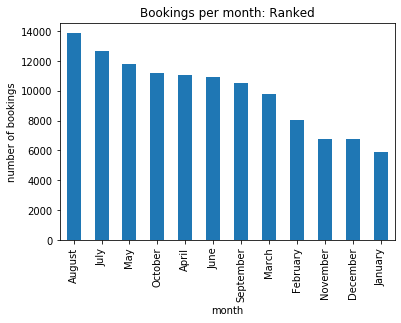 Bookings per month: Ranked
number of bookings
14000
12000
10000
8000
6000
4000
2000
0
August
July
May
October
April
June
September
March
February
November
December
January
month